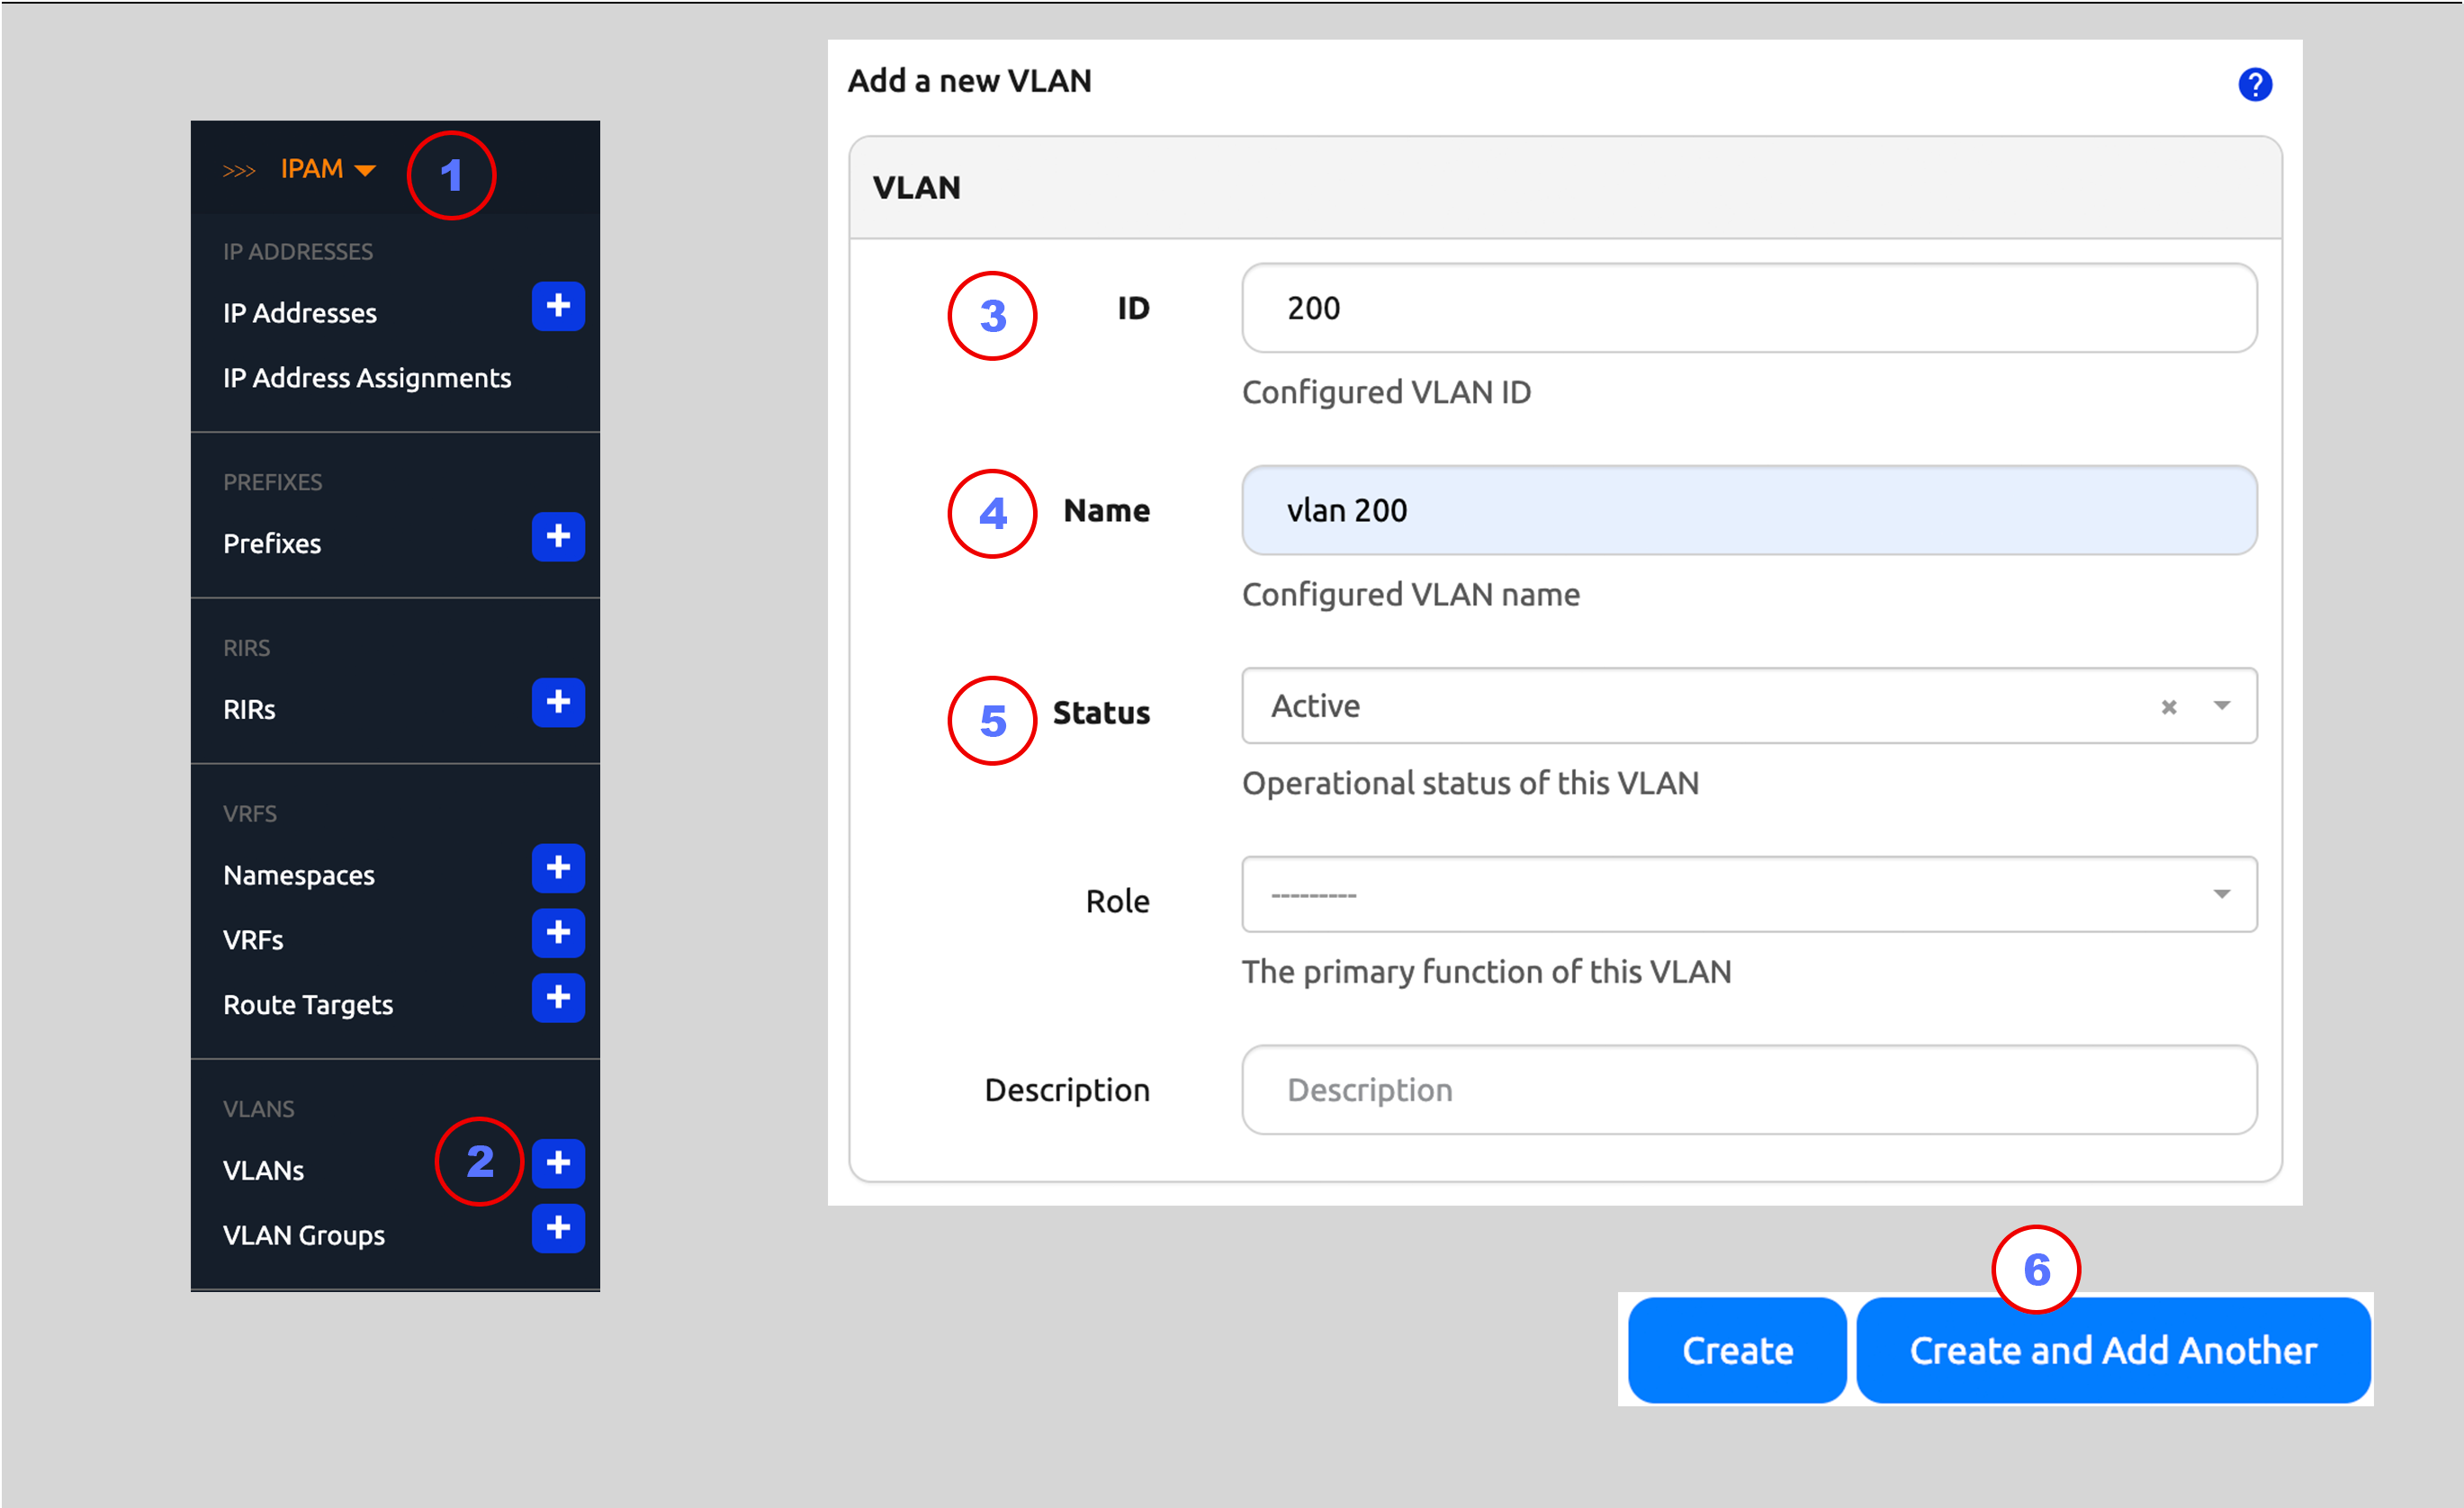 >>> IPAM
1
IP ADDRESSES
IP Addresses
+
IP Address Assignments
PREFIXES
Prefixes
+
RIRS
RIRs
+
VRFS
Namespaces
+
VRFs
+
Route Targets
+
VLANS
VLANs
2
+
VLAN Groups
+
Add a new VLAN
?
VLAN
3
ID
200
Configured VLAN ID
4
Name
vlan 200
Configured VLAN name
5
Status
Active
×
Operational status of this VLAN
Role
---------
The primary function of this VLAN
Description
Description
6
Create
Create and Add Another